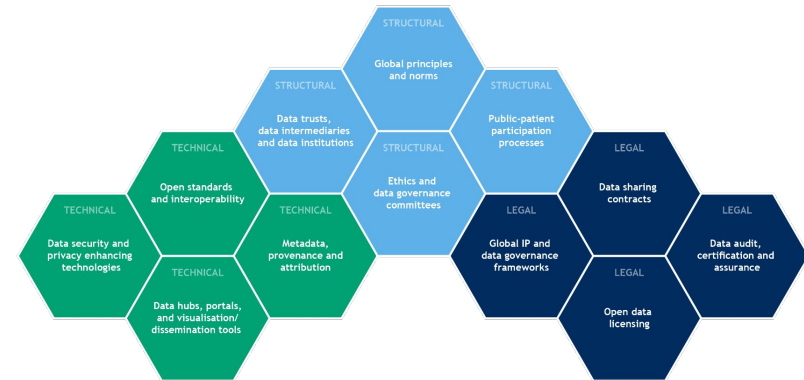 STRUCTURAL
Global principles
and norms
STRUCTURAL
Data trusts,
data intermediaries
and data institutions
STRUCTURAL
Public-patient
participation
processes
TECHNICAL
Open standards
and interoperability
STRUCTURAL
Ethics and
data governance
committees
LEGAL
Data sharing
contracts
TECHNICAL
Data security and
privacy enhancing
technologies
TECHNICAL
Metadata,
provenance and
attribution
LEGAL
Global IP and
data governance
frameworks
LEGAL
Data audit,
certification and
assurance
TECHNICAL
Data hubs, portals,
and visualisation/
dissemination tools
LEGAL
Open data
licensing